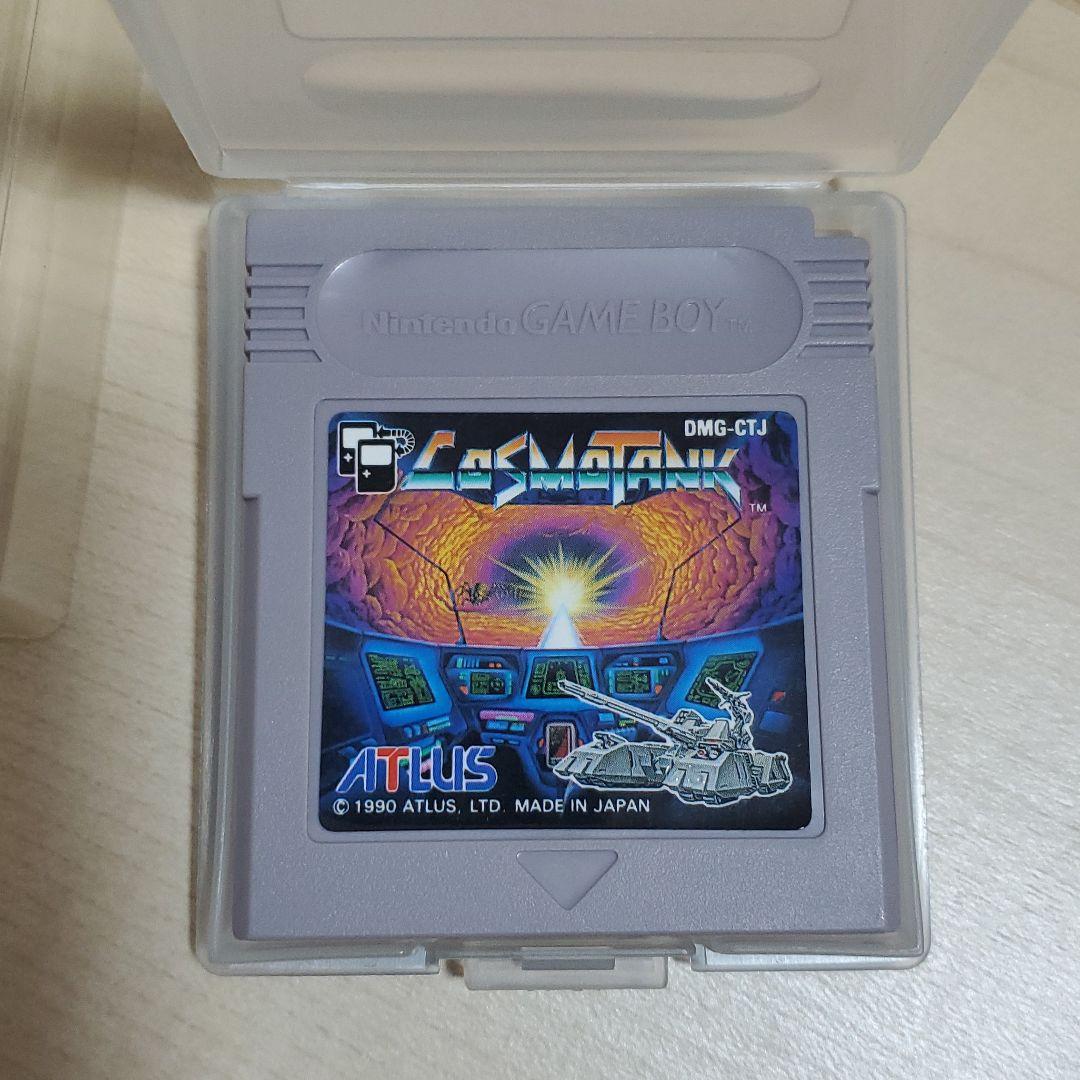 Nintendo GAME BOY TM
DMG-CTJ
COSMOTANK
TM
ATLUS
© 1990 ATLUS, LTD. MADE IN JAPAN